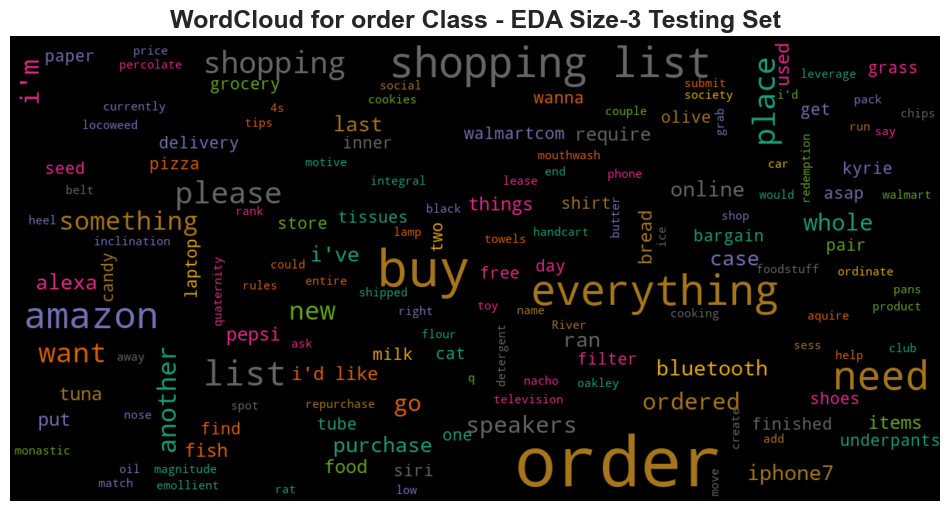 WordCloud for order Class - EDA Size-3 Testing Set
i'm
paper
price
percolate
shopping
grocery
shopping list
social
cookies
wanna
submit
society
couple
olive
grab
place
used
i'd
leverage
grass
get
pack
chips
currently
locoweed
4s
tips
last
inner
delivery
walmartcom
require
run
say
redemption
seed
pizza
motive
mouthwash
end
phone
car
kyrie
belt
please
integral
lease
online
would
asap
walmart
heel
something
rank
store
tissues
black
things
shirt
butter
shop
whole
inclination
two
lamp
towels
handcart
bread
ice
bargain
pair
alexa
candy
laptop
quaternity
could
rules
entire
i've
shipped
buy
free
day
everything
case
foodstuff
ordinate
pans
product
amazon
new
right
toy
name
River
cooking
aquire
want
away
pepsi
ask
flour
milk
cat
detergent
ran
filter
sess
help
club
list
i'd like
q
nacho
oakley
television
bluetooth
need
tuna
another
spot
repurchase
go
ordered
shoes
put
nose
find
tube
one
speakers
create
finished
items
add
underpants
monastic
fish
purchase
food
siri
order
iphone7
oil
magnitude
match
emollient
rat
low
move